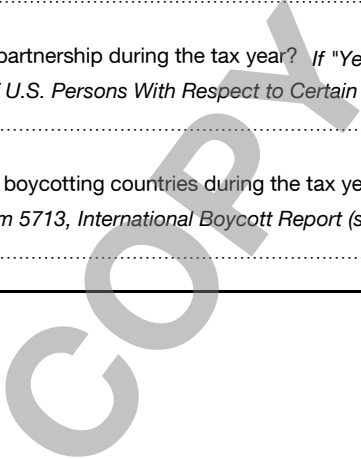 partnership during the tax year? If "Ye
U.S. Persons With Respect to Certain
boycotting countries during the tax ye
m 5713, International Boycott Report (s
COPY